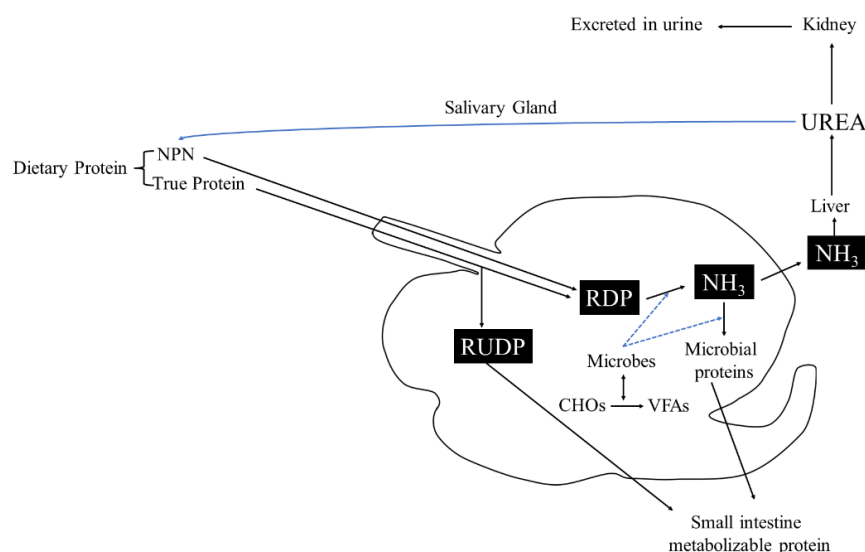 Excreted in urine
Kidney
Salivary Gland
UREA
Dietary Protein
NPN
True Protein
Liver
NH₃
NH₃
RDP
RUDP
Microbes
Microbial
proteins
CHOs
VFAs
Small intestine
metabolizable protein